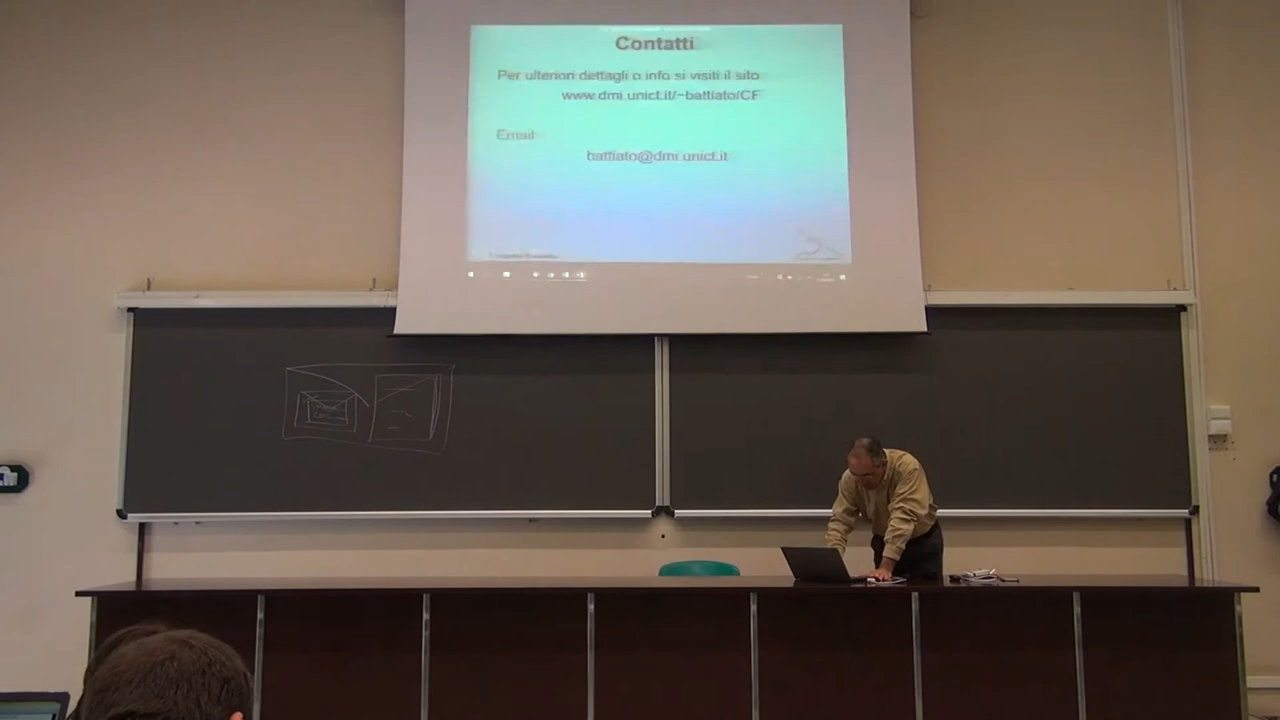 Contatti
Per ulteriori dettagli o info si visiti il sito
www.dmi.unict.it/~battiato/CF
Email
battiato@dmi.unict.it